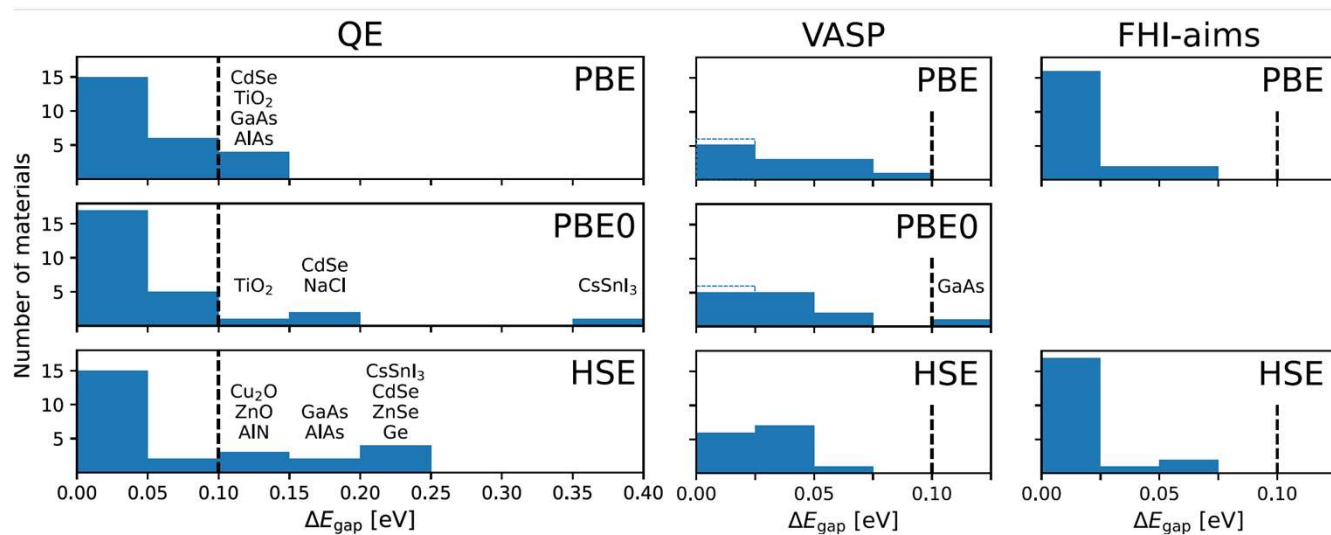 QE
VASP
FHI-aims
Number of materials
15
10
5
CdSe
TiO₂
GaAs
AlAs
PBE
PBE
PBE
15
10
5
TiO₂
CdSe
NaCl
CsSnI₃
PBE0
PBE0
GaAs
15
10
5
Cu₂O
ZnO
AlN
GaAs
AlAs
CsSnI₃
CdSe
ZnSe
Ge
HSE
HSE
HSE
0.00 0.05 0.10 0.15 0.20 0.25 0.30 0.35 0.40
0.00 0.05 0.10
0.00 0.05 0.10
ΔE_gap [eV]
ΔE_gap [eV]
ΔE_gap [eV]